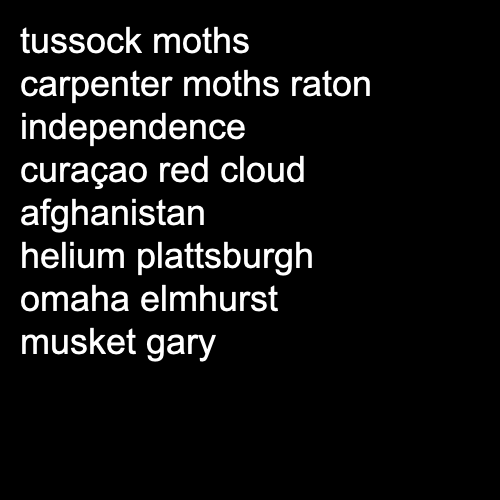 tussock moths
carpenter moths raton
independence
curaçao red cloud
afghanistan
helium plattsburgh
omaha elmhurst
musket gary